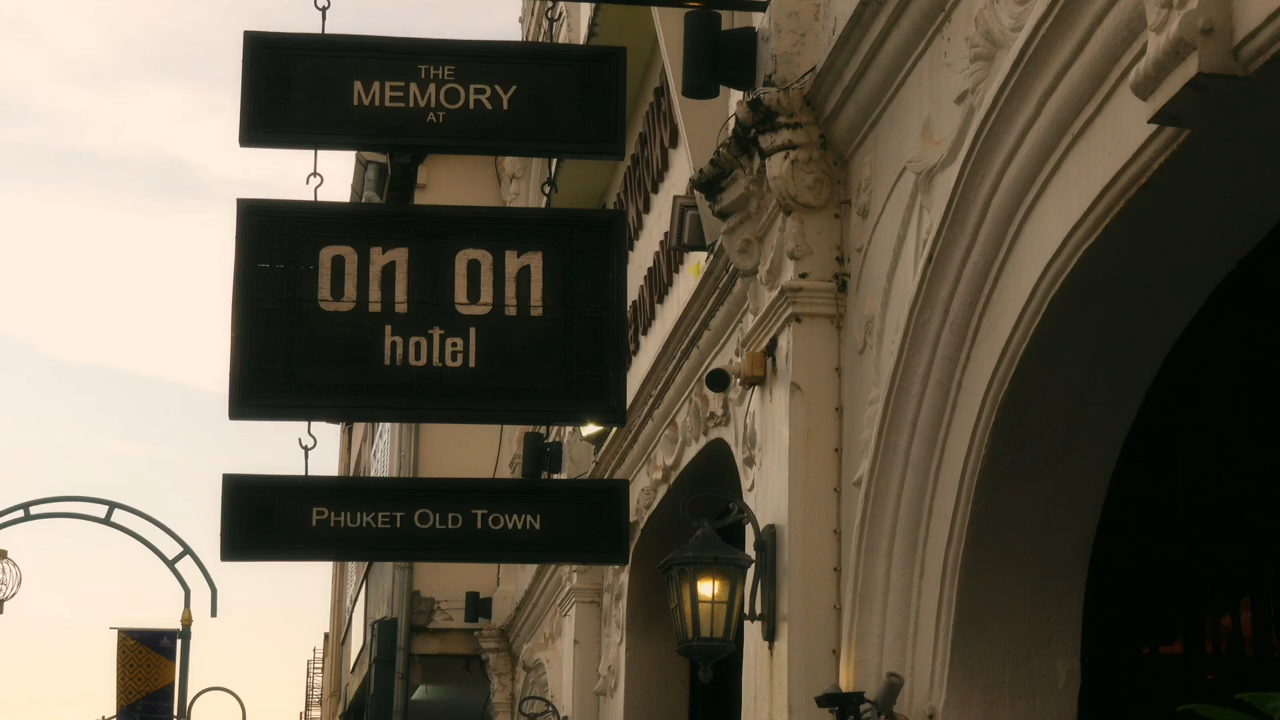 THE
MEMORY
AT
on on
hotel
PHUKET OLD TOWN